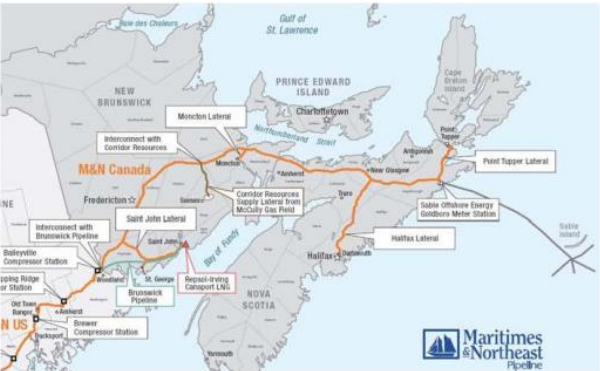 Baie des Chaleurs
Gulf of
St. Lawrence
Cape
Breton
Island
NEW
BRUNSWICK
PRINCE EDWARD
ISLAND
Charlottetown
Moncton Lateral
Northumberland Strait
Interconnect with
Corridor Resources
Point
Tupper
Antigonish
Point Tupper Lateral
M&N Canada
Moncton
Amherst
New Glasgow
Fredericton
Corridor Resources
Supply Lateral from
McCully Gas Field
Truro
Sable Offshore Energy
Goldboro Meter Station
Saint John Lateral
Sable
Island
Interconnect with
Brunswick Pipeline
Saint John
Bay of Fundy
Halifax Lateral
Baileyville
Compressor Station
Halifax
Dartmouth
Woodland
St. George
Repsol-Irving
Canaport LNG
Brunswick
Pipeline
NOVA
SCOTIA
Old Town
Bangor
Amherst
Brewer
Compressor Station
N US
Bucksport
Yarmouth
Maritimes
&Northeast
Pipeline